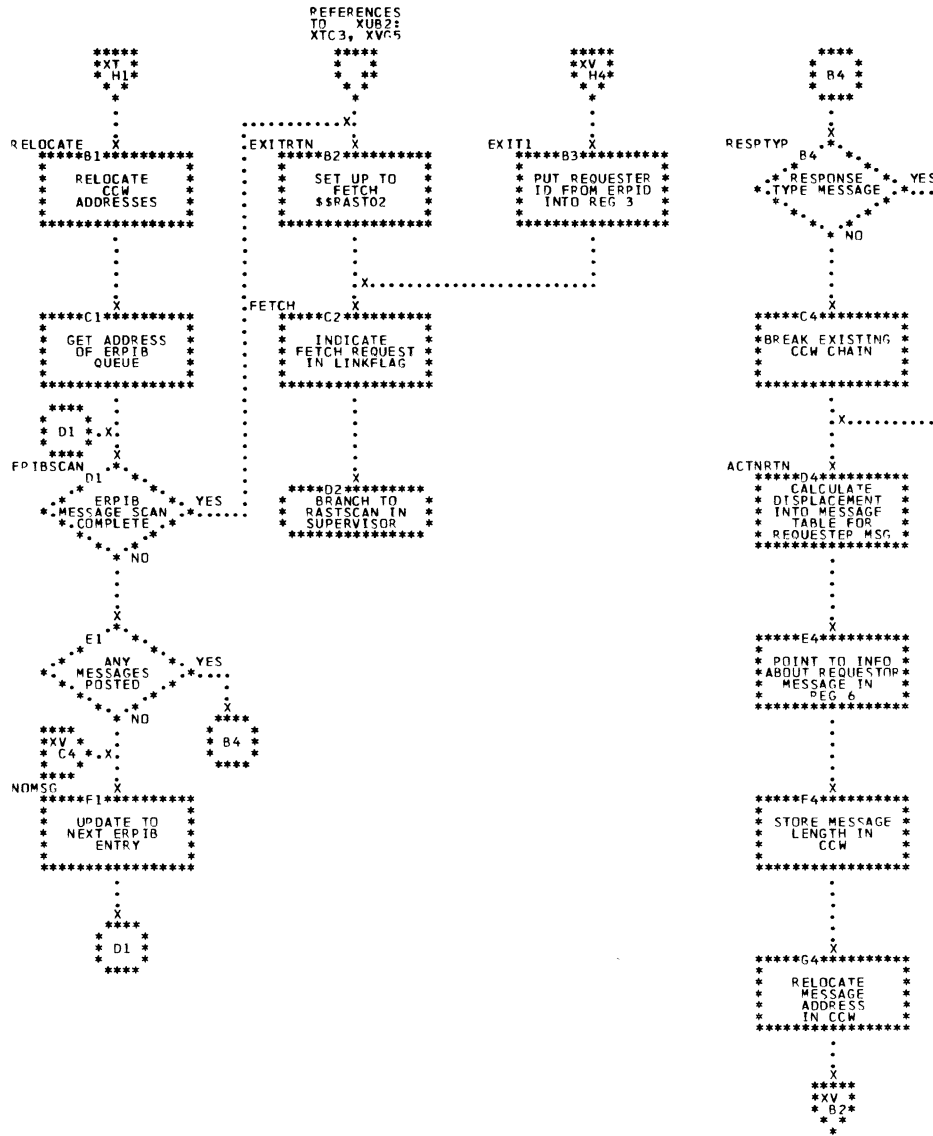 REFERENCES
TO XUB2:
XTC3, XVG5
XT
H1
XV
H4
B4
RELOCATE
B1
RELOCATE
CCW
ADDRESSES
EXITRTN
B2
SET UP TO
FETCH
$$RAST02
EXIT1
B3
PUT REQUESTER
ID FROM ERPID
INTO REG 3
RESPTYP
B4
RESPONSE
TYPE MESSAGE
YES
NO
C1
GET ADDRESS
OF ERPIB
QUEUE
FETCH
C2
INDICATE
FETCH REQUEST
IN LINKFLAG
C4
BREAK EXISTING
CCW CHAIN
D1
D1
ERPIB
MESSAGE SCAN
COMPLETE
YES
NO
D2
BRANCH TO
RASTSCAN IN
SUPERVISOR
ACTNRTN
D4
CALCULATE
DISPLACEMENT
INTO MESSAGE
TABLE FOR
REQUESTER MSG
E1
ANY
MESSAGES
POSTED
YES
NO
B4
E4
POINT TO INFO
ABOUT REQUESTOR
MESSAGE IN
REG 6
XV
C4
NOMSG
F1
UPDATE TO
NEXT ERPIB
ENTRY
F4
STORE MESSAGE
LENGTH IN
CCW
D1
G4
RELOCATE
MESSAGE
ADDRESS
IN CCW
XV
B2